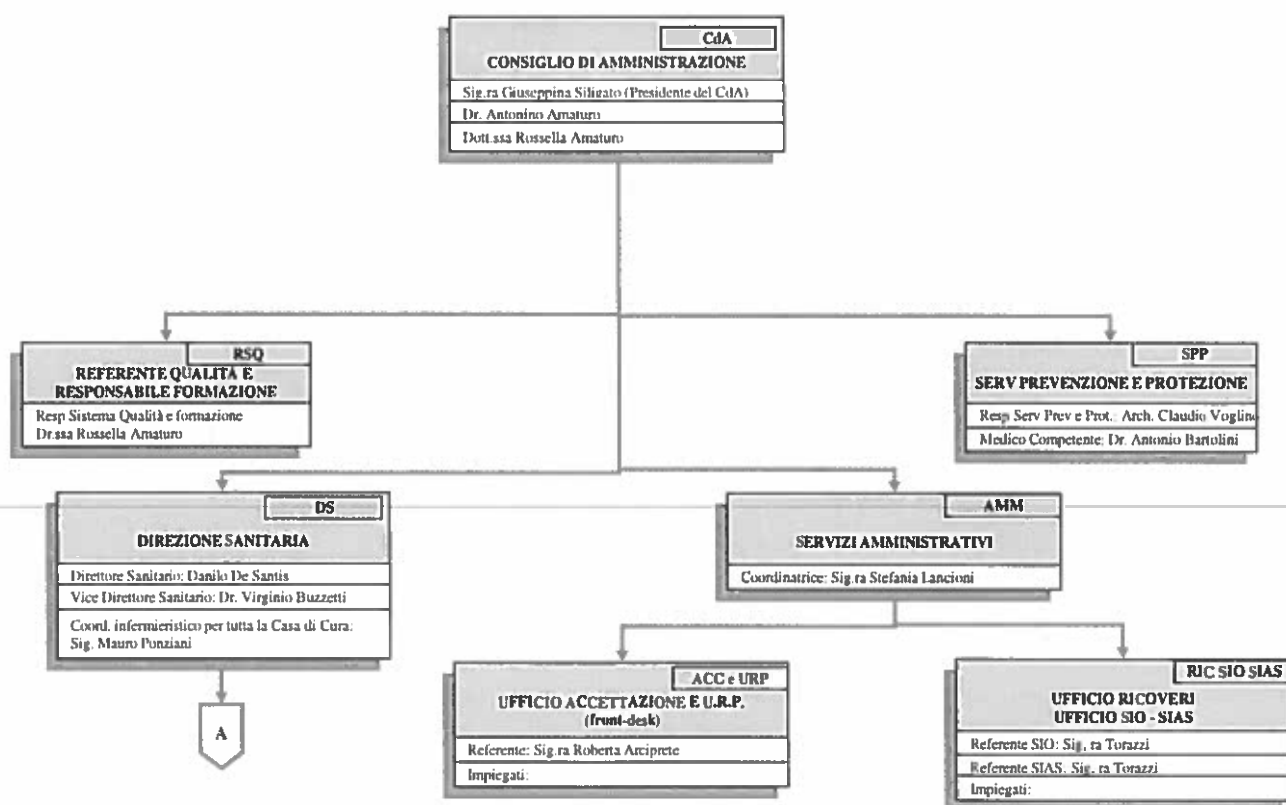 CdA
CONSIGLIO DI AMMINISTRAZIONE
Sig.ra Giuseppina Siligato (Presidente del CdA)
Dr. Antonino Amaturo
Dott.ssa Rossella Amaturo
RSQ
REFERENTE QUALITÀ E
RESPONSABILE FORMAZIONE
Resp Sistema Qualità e formazione
Dr.ssa Rossella Amaturo
SPP
SERV PREVENZIONE E PROTEZIONE
Resp Serv Prev e Prot.: Arch. Claudio Voglino
Medico Competente: Dr. Antonio Bartolini
DS
DIREZIONE SANITARIA
Direttore Sanitario: Danilo De Santis
Vice Direttore Sanitario: Dr. Virginio Buzzetti
Coord. infermieristico per tutta la Casa di Cura:
Sig. Mauro Ponziani
A
AMM
SERVIZI AMMINISTRATIVI
Coordinatrice: Sig.ra Stefania Lancioni
ACC e URP
UFFICIO ACCETTAZIONE E U.R.P.
(front-desk)
Referente: Sig.ra Roberta Arciprete
Impiegati:
RIC SIO SIAS
UFFICIO RICOVERI
UFFICIO SIO - SIAS
Referente SIO: Sig, ra Torazzi
Referente SIAS: Sig. ra Torazzi
Impiegati: